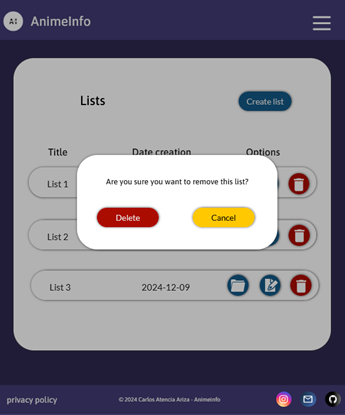 AI AnimeInfo
Lists
Create list
Title Date creation Options
Are you sure you want to remove this list?
List 1
Delete Cancel
List 2
List 3 2024-12-09
privacy policy © 2024 Carlos Atencia Ariza - Animeinfo